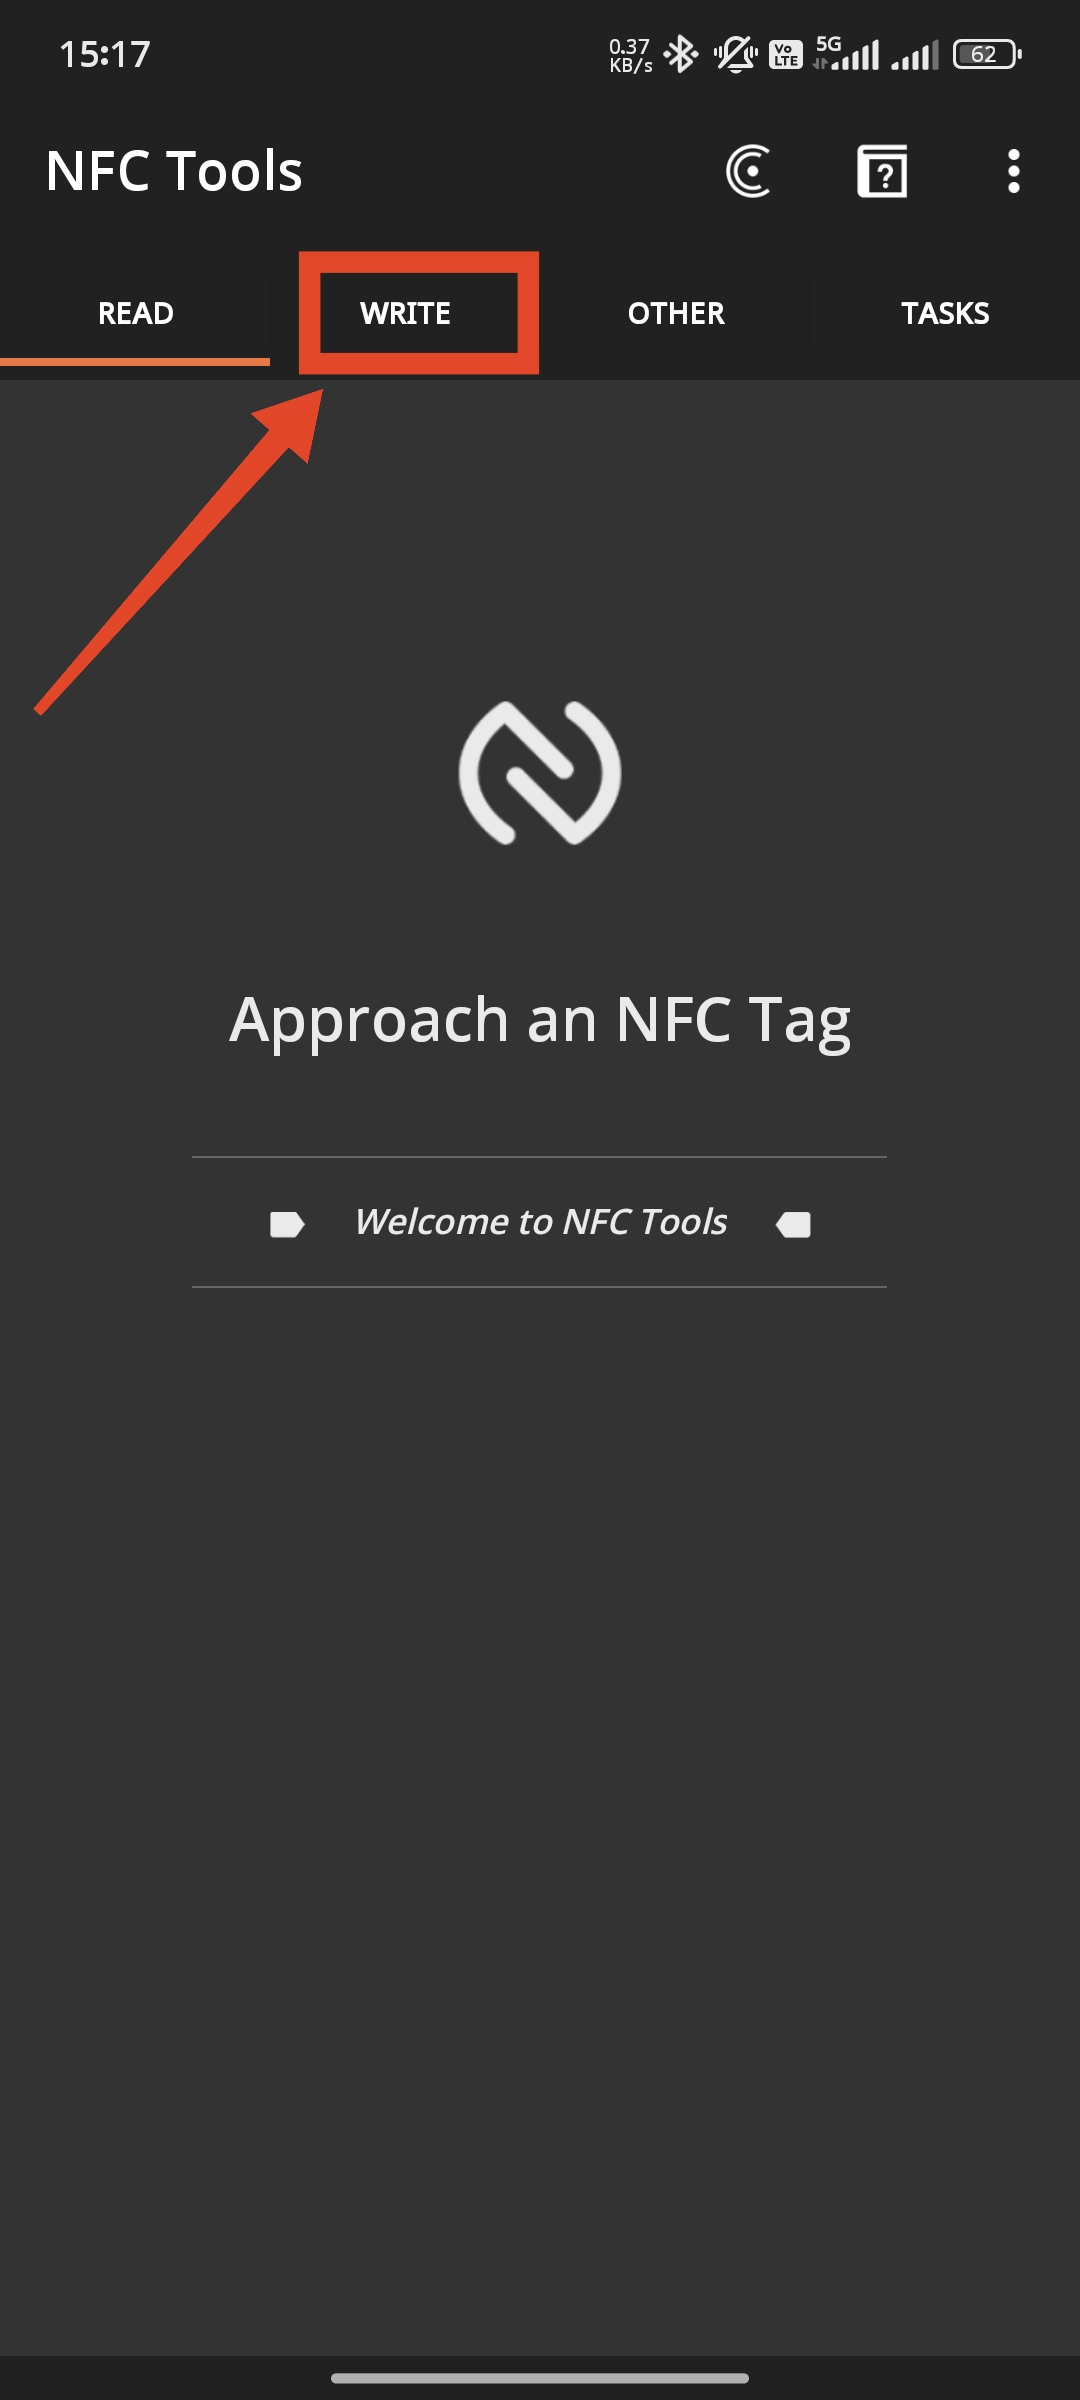 15:17
0.37
KB/s
Vo
LTE
5G
62
NFC Tools
?
READ
WRITE
OTHER
TASKS
Approach an NFC Tag
Welcome to NFC Tools